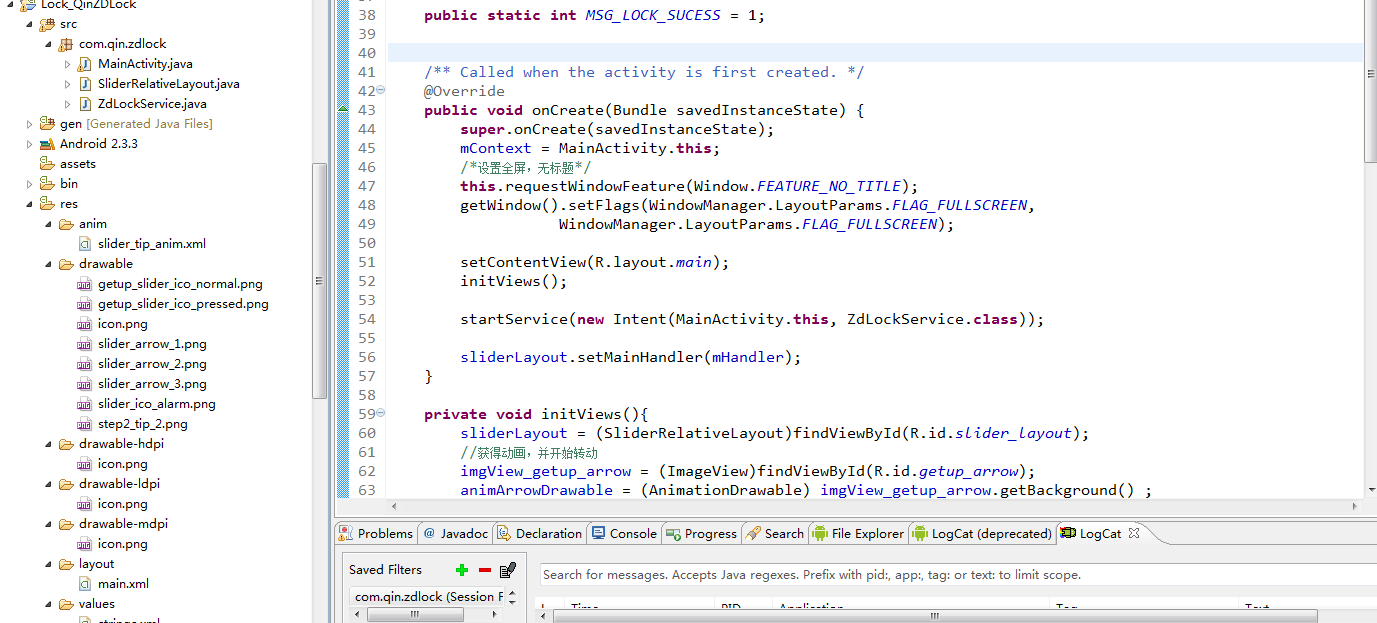 Lock_QinZDLock
src
com.qin.zdlock
MainActivity.java
SliderRelativeLayout.java
ZdLockService.java
gen [Generated Java Files]
Android 2.3.3
assets
bin
res
anim
slider_tip_anim.xml
drawable
getup_slider_ico_normal.png
getup_slider_ico_pressed.png
icon.png
slider_arrow_1.png
slider_arrow_2.png
slider_arrow_3.png
slider_ico_alarm.png
step2_tip_2.png
drawable-hdpi
icon.png
drawable-ldpi
icon.png
drawable-mdpi
icon.png
layout
main.xml
values
strings.xml
38 public static int MSG_LOCK_SUCESS = 1;
39
40
41 /** Called when the activity is first created. */
42 @Override
43 public void onCreate(Bundle savedInstanceState) {
44 super.onCreate(savedInstanceState);
45 mContext = MainActivity.this;
46 /*设置全屏，无标题*/
47 this.requestWindowFeature(Window.FEATURE_NO_TITLE);
48 getWindow().setFlags(WindowManager.LayoutParams.FLAG_FULLSCREEN,
49 WindowManager.LayoutParams.FLAG_FULLSCREEN);
50
51 setContentView(R.layout.main);
52 initViews();
53
54 startService(new Intent(MainActivity.this, ZdLockService.class));
55
56 sliderLayout.setMainHandler(mHandler);
57 }
58
59 private void initViews(){
60 sliderLayout = (SliderRelativeLayout)findViewById(R.id.slider_layout);
61 //获得动画，并开始转动
62 imgView_getup_arrow = (ImageView)findViewById(R.id.getup_arrow);
63 animArrowDrawable = (AnimationDrawable) imgView_getup_arrow.getBackground() ;
Problems @ Javadoc Declaration Console Progress Search File Explorer LogCat (deprecated) LogCat
Saved Filters
com.qin.zdlock (Session F
Search for messages. Accepts Java regexes. Prefix with pid:, app:, tag: or text: to limit scope.
L Time PID Application Tag Text